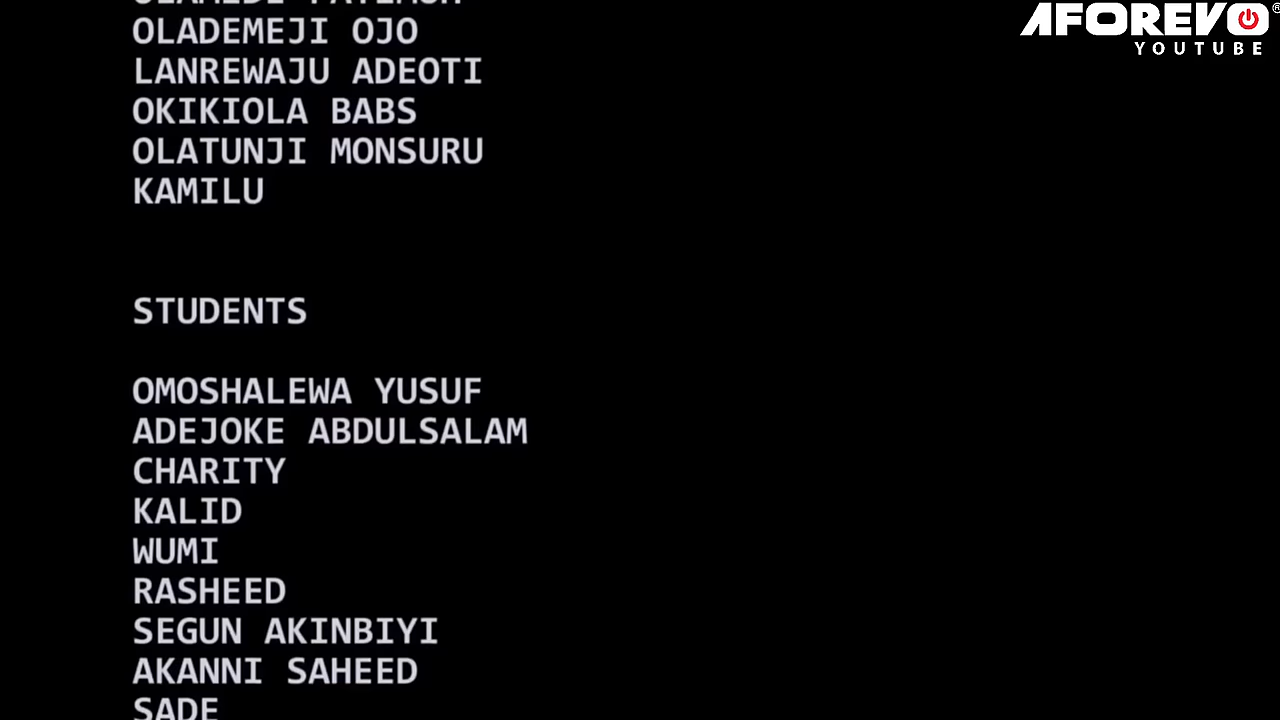 AFOREVO
YOUTUBE
OLADEMEJI OJO
LANREWAJU ADEOTI
OKIKIOLA BABS
OLATUNJI MONSURU
KAMILU
STUDENTS
OMOSHALEWA YUSUF
ADEJOKE ABDULSALAM
CHARITY
KALID
WUMI
RASHEED
SEGUN AKINBIYI
AKANNI SAHEED
SADE